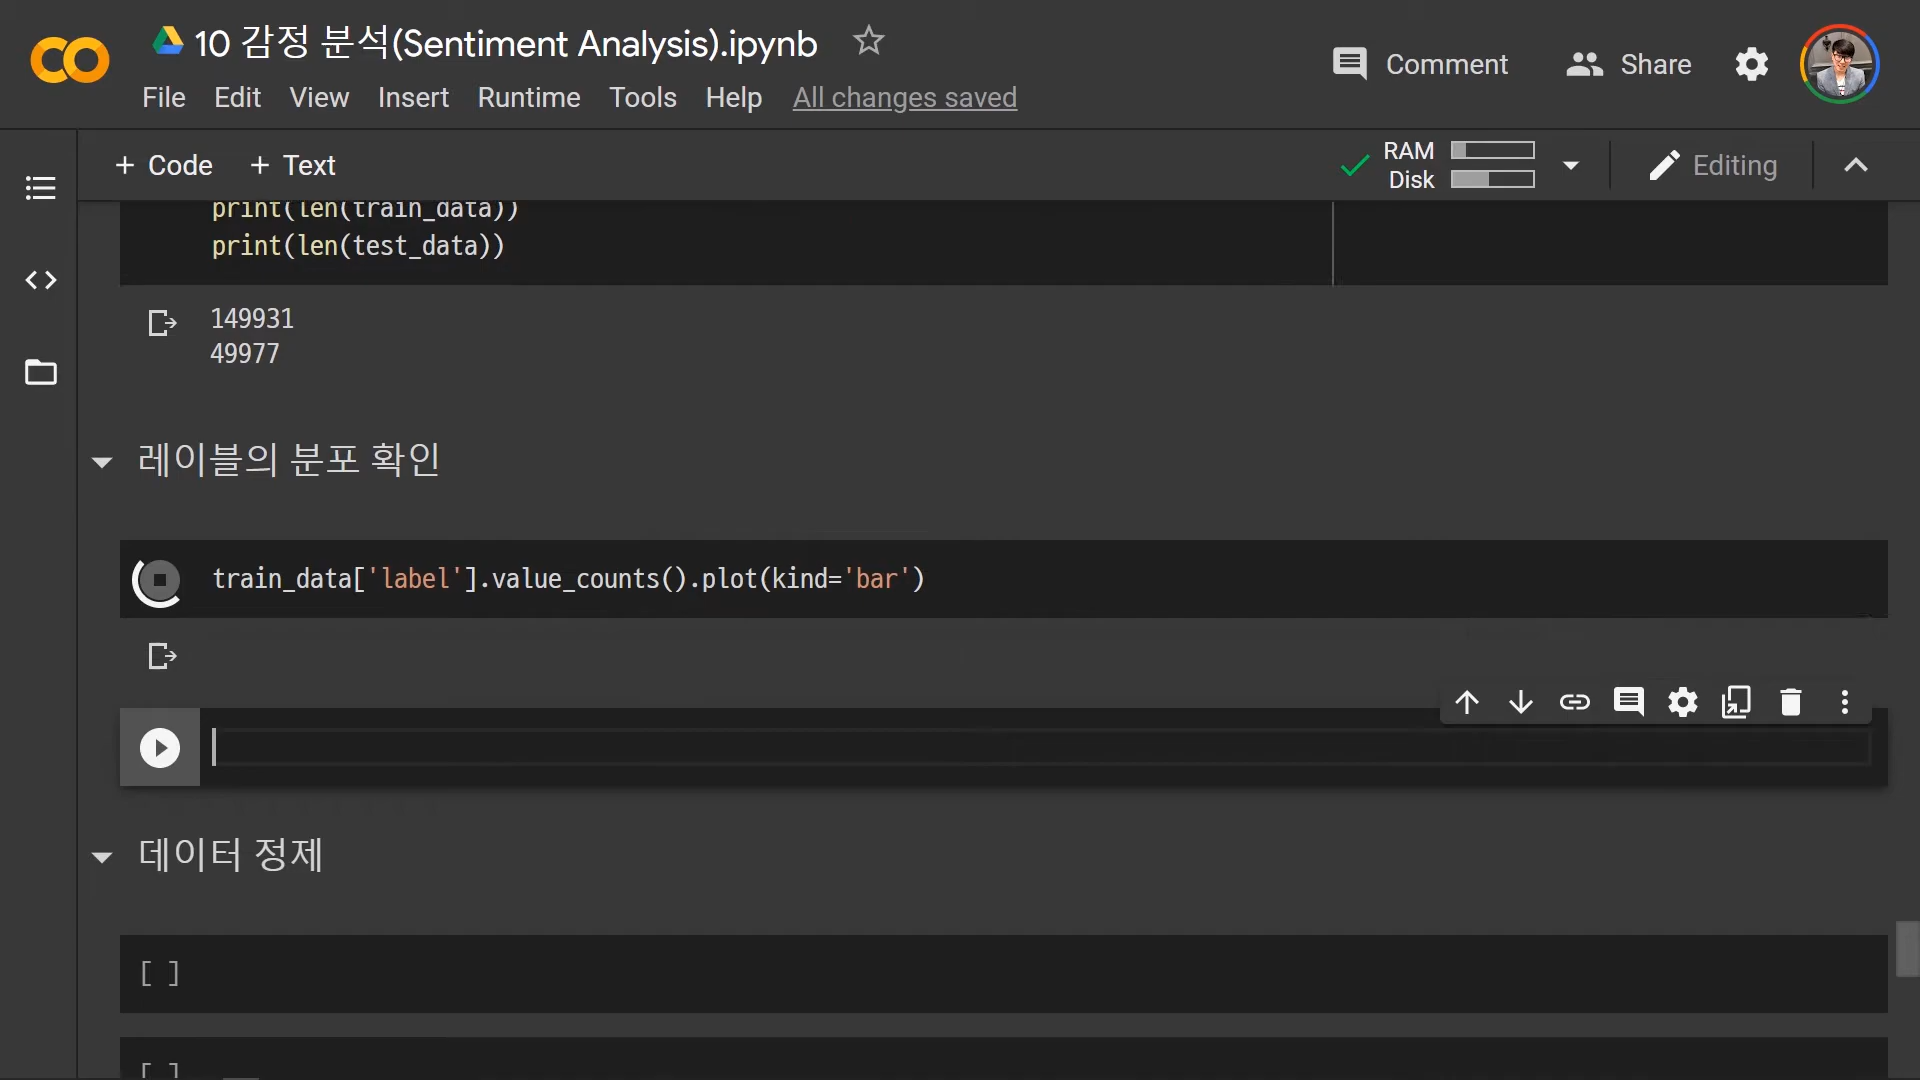 10 감정 분석(Sentiment Analysis).ipynb
File Edit View Insert Runtime Tools Help All changes saved
Comment
Share
+ Code + Text
RAM
Disk
Editing
print(len(train_data))
print(len(test_data))
149931
49977
레이블의 분포 확인
train_data['label'].value_counts().plot(kind='bar')
데이터 정제
[ ]
[ ]